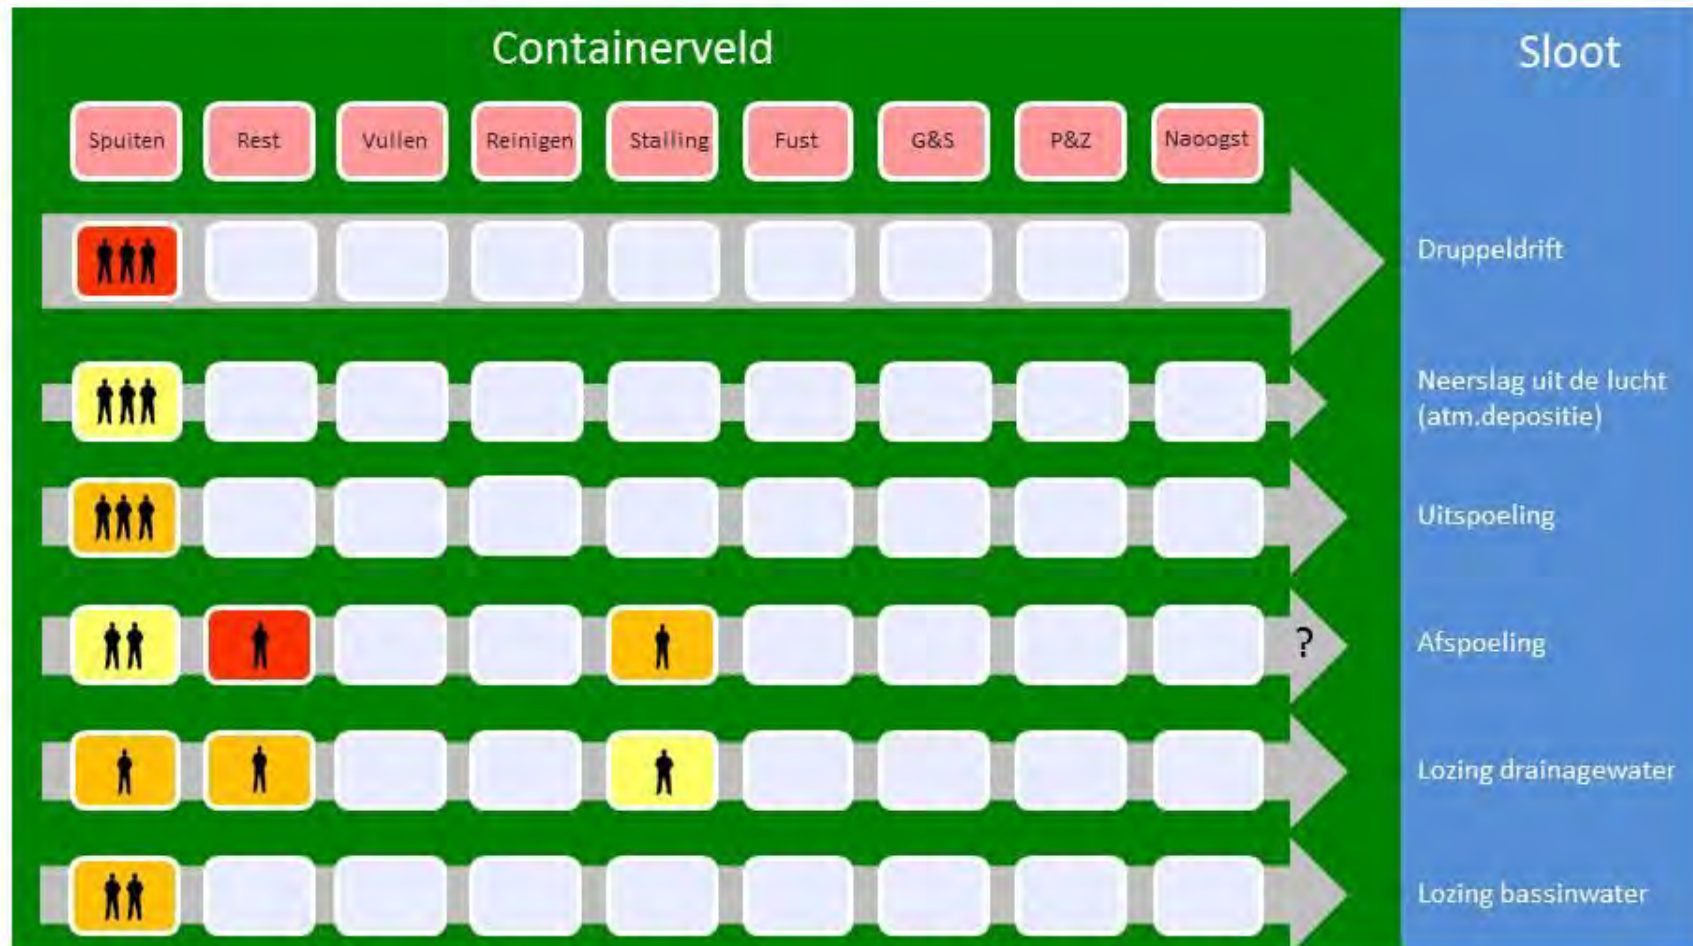 Containerveld
Sloot
Spuiten
Rest
Vullen
Reinigen
Stalling
Fust
G&S
P&Z
Naoogst
Druppeldrift
Neerslag uit de lucht
(atm.depositie)
Uitspoeling
?
Afspoeling
Lozing drainagewater
Lozing bassinwater